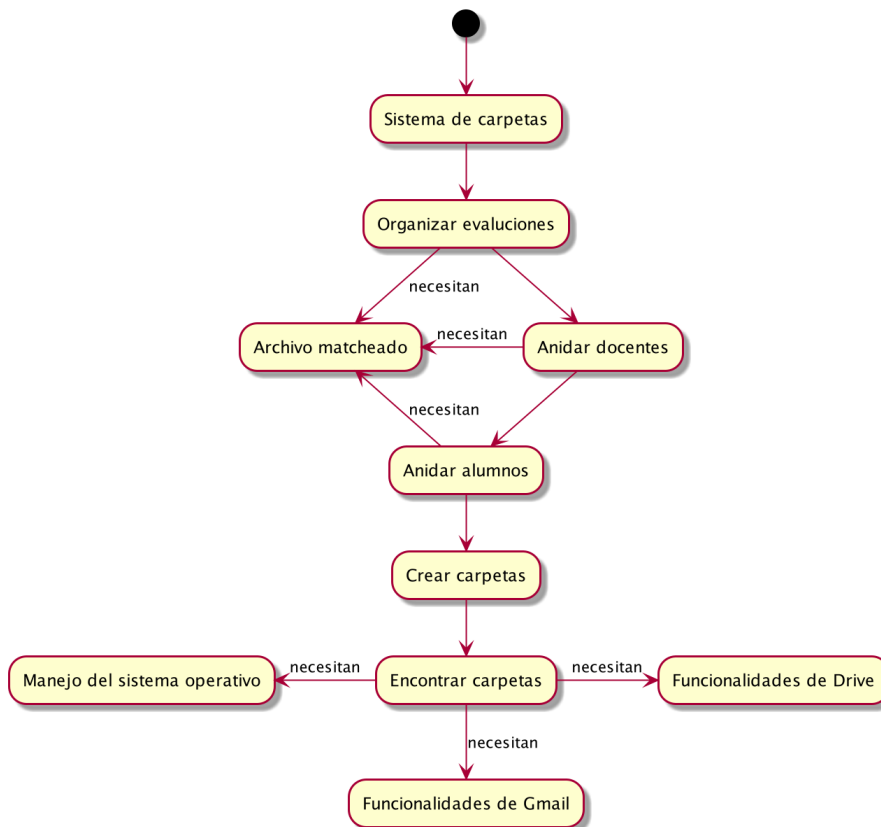 Sistema de carpetas
Organizar evaluciones
necesitan
Archivo matcheado
necesitan
Anidar docentes
necesitan
Anidar alumnos
Crear carpetas
Manejo del sistema operativo
necesitan
Encontrar carpetas
necesitan
Funcionalidades de Drive
necesitan
Funcionalidades de Gmail